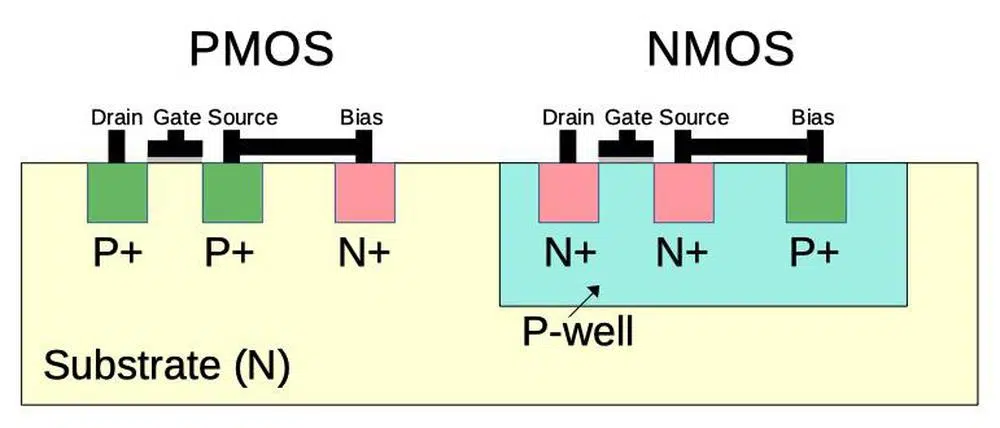 PMOS
NMOS
Drain Gate Source Bias
Drain Gate Source Bias
P+ P+ N+
N+ N+ P+
P-well
Substrate (N)